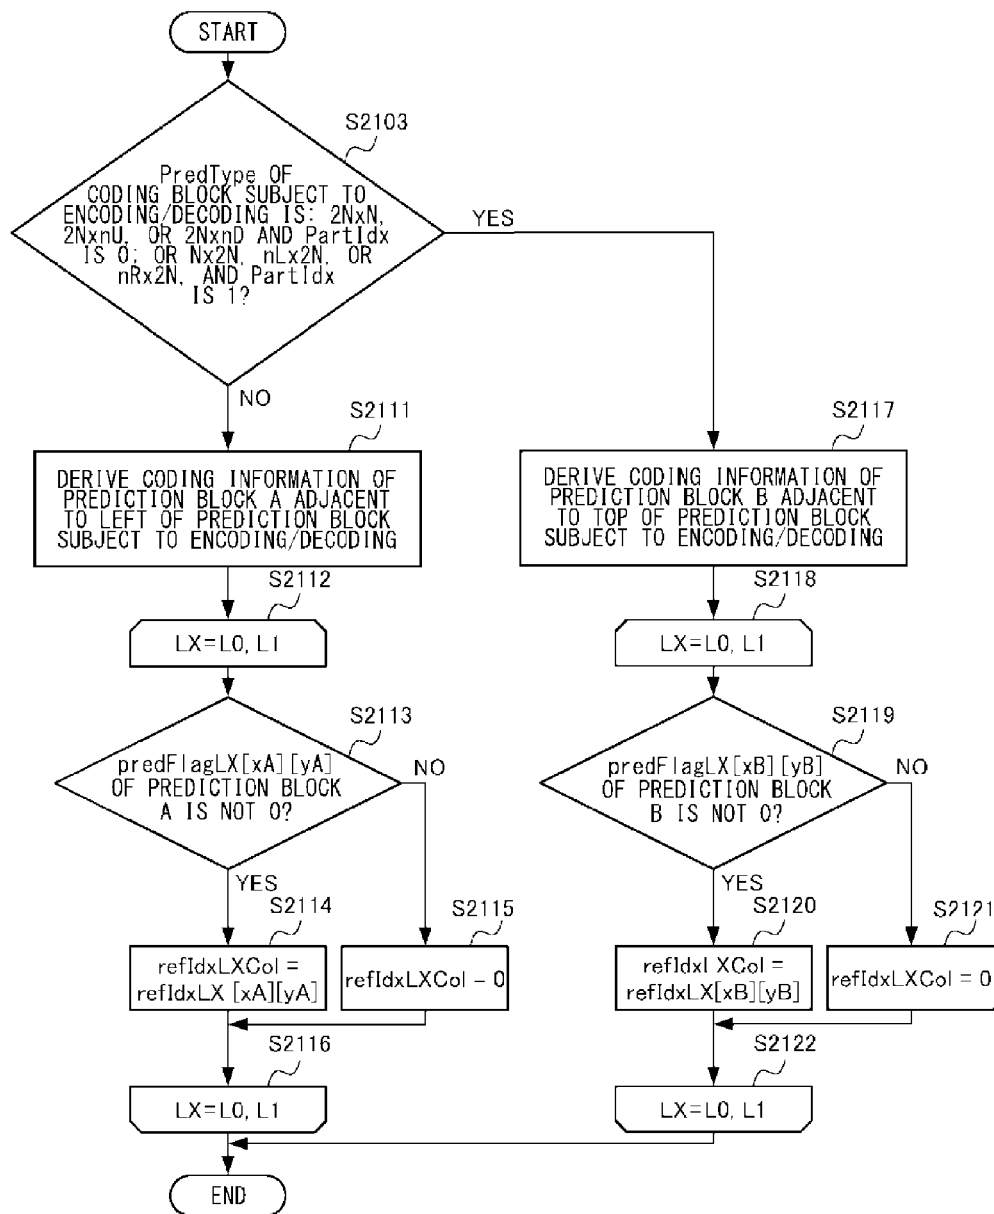 START
S2103
PredType OF
CODING BLOCK SUBJECT TO
ENCODING/DECODING IS: 2NxN,
2NxnU, OR 2NxnD AND PartIdx
IS 0; OR Nx2N, nLx2N, OR
nRx2N, AND PartIdx
IS 1?
YES
NO
S2111
DERIVE CODING INFORMATION OF
PREDICTION BLOCK A ADJACENT
TO LEFT OF PREDICTION BLOCK
SUBJECT TO ENCODING/DECODING
S2112
LX=L0, L1
S2113
predFlagLX[xA][yA]
OF PREDICTION BLOCK
A IS NOT 0?
NO
YES
S2114
refIdxLXCol =
refIdxLX [xA][yA]
S2115
refIdxLXCol – 0
S2116
LX=L0, L1
S2117
DERIVE CODING INFORMATION OF
PREDICTION BLOCK B ADJACENT
TO TOP OF PREDICTION BLOCK
SUBJECT TO ENCODING/DECODING
S2118
LX=L0, L1
S2119
predFlagLX[xB][yB]
OF PREDICTION BLOCK
B IS NOT 0?
NO
YES
S2120
refIdxLXCol =
refIdxLX[xB][yB]
S2121
refIdxLXCol = 0
S2122
LX=L0, L1
END